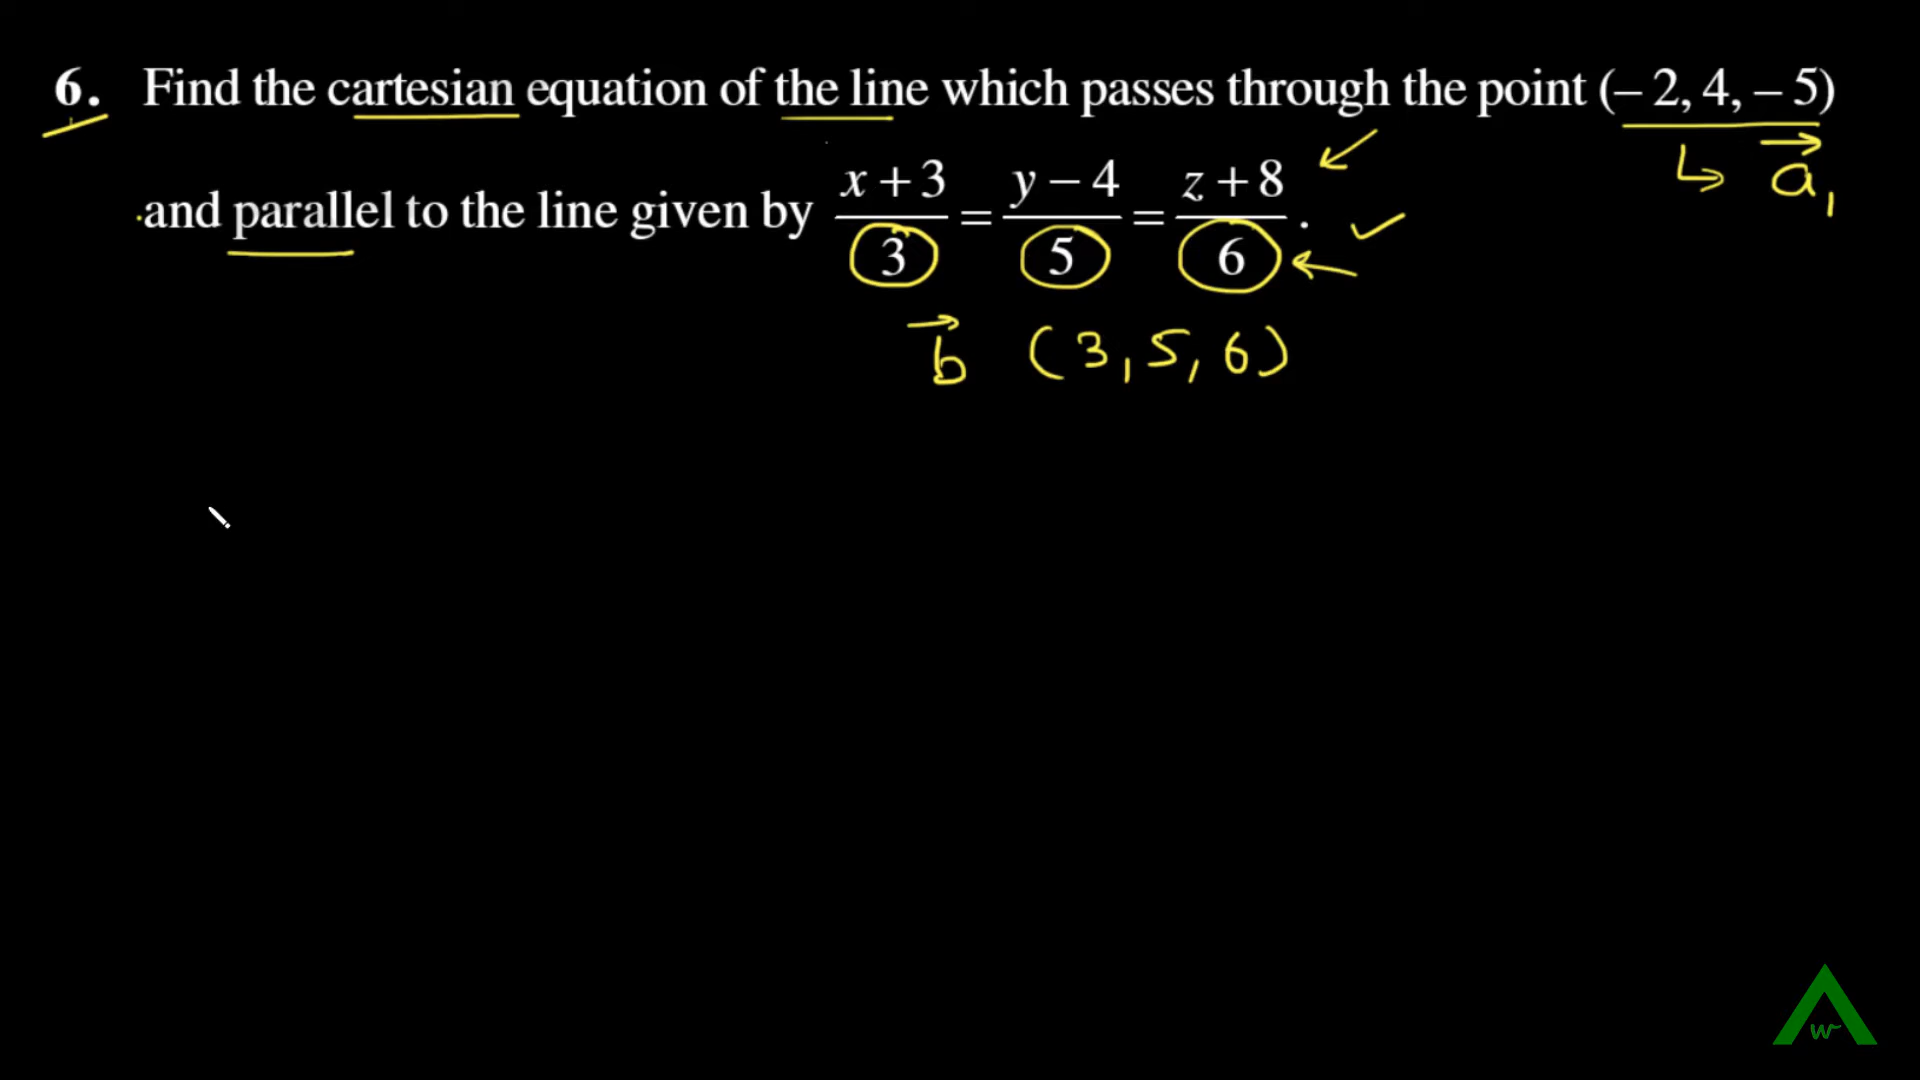 6. Find the cartesian equation of the line which passes through the point (– 2, 4, – 5)
and parallel to the line given by (x + 3)/3 = (y – 4)/5 = (z + 8)/6 .
↳ a⃗₁
b⃗ (3, 5, 6)
w